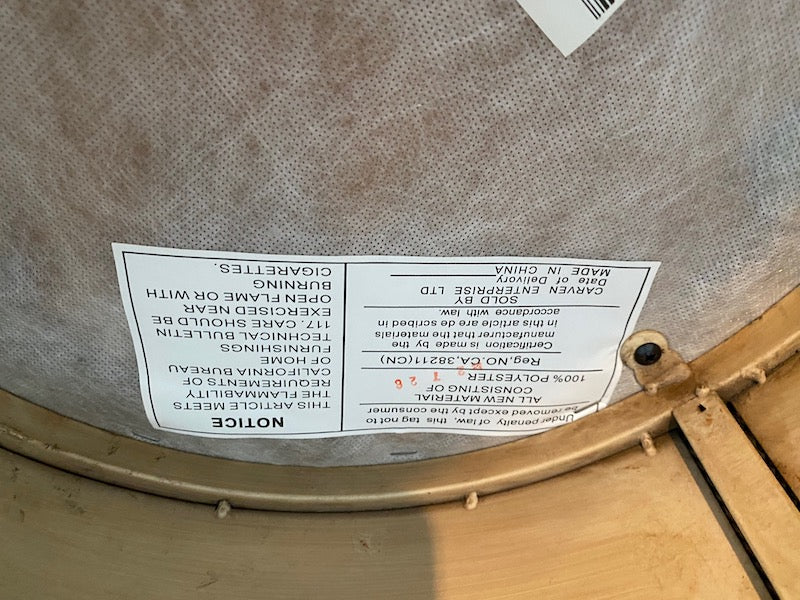 NOTICE
THIS ARTICLE MEETS
THE FLAMMABILITY
REQUIREMENTS OF
CALIFORNIA BUREAU
OF HOME
FURNISHINGS
TECHNICAL BULLETIN
117. CARE SHOULD BE
EXERCISED NEAR
OPEN FLAME OR WITH
BURNING
CIGARETTES.
Under penalty of law, this tag not to
be removed except by the consumer
ALL NEW MATERIAL
CONSISTING OF
100% POLYESTER
Reg,NO.CA,38211(CN)
Certification is made by the
manufacturer that the materials
in this article are described in
accordance with law.
SOLD BY
CARVEN ENTERPRISE LTD
Date of Delivery
MADE IN CHINA